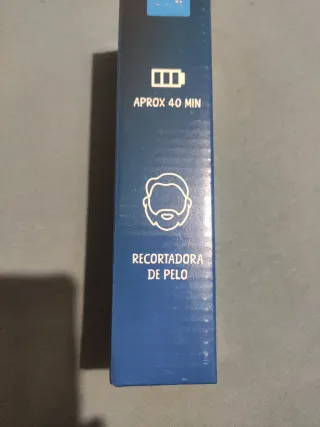 APROX 40 MIN
RECORTADORA
DE PELO